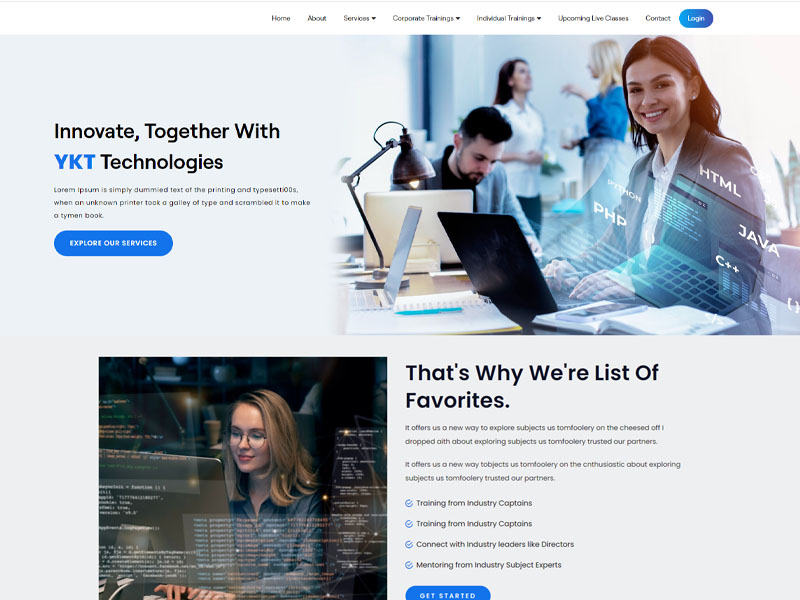 Home About Services Corporate Trainings Individual Trainings Upcoming Live Classes Contact Login
Innovate, Together With
YKT Technologies
Lorem Ipsum is simply dummied text of the printing and typesetti00s,
when an unknown printer took a galley of type and scrambled it to make
a tymen book.
EXPLORE OUR SERVICES
PYTHON
HTML
PHP
JAVA
C++
</>
That's Why We're List Of
Favorites.
It offers us a new way to explore subjects us tomfoolery on the cheesed off I
dropped aith about exploring subjects us tomfoolery trusted our partners.
It offers us a new way tobjects us tomfoolery on the cnthusiastic about exploring
subjects us tomfoolery trusted our partners.
Training from Industry Captains
Training from Industry Captains
Connect with Industry leaders like Directors
Mentoring from Industry Subject Experts
GET STARTED